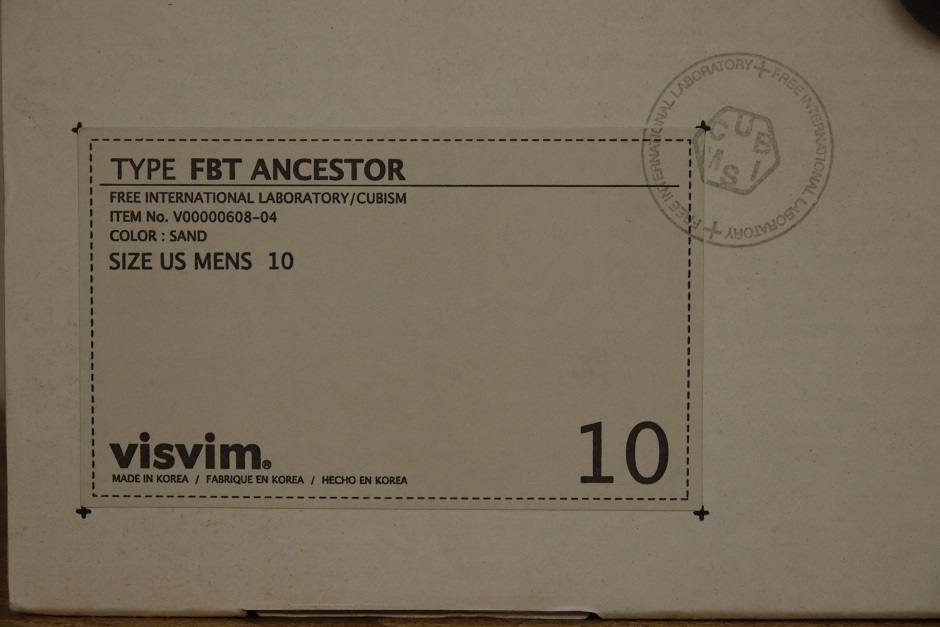 TYPE FBT ANCESTOR
FREE INTERNATIONAL LABORATORY/CUBISM
ITEM No. V00000608-04
COLOR : SAND
SIZE US MENS 10
visvim®
10
MADE IN KOREA / FABRIQUE EN KOREA / HECHO EN KOREA
FREE INTERNATIONAL LABORATORY + FREE INTERNATIONAL LABORATORY +
CUBISM